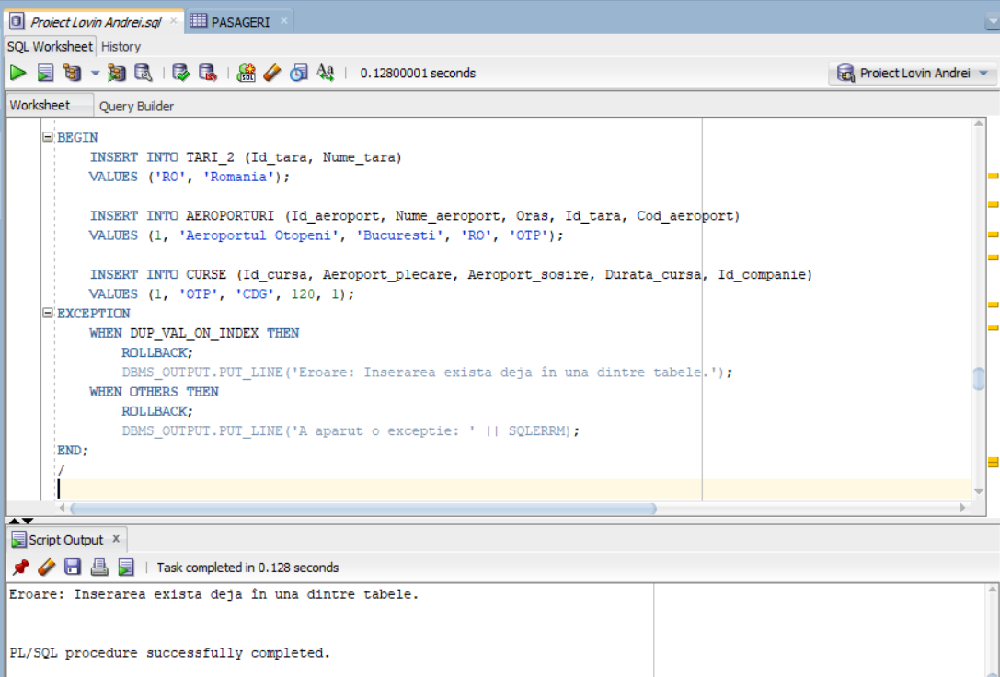 Proiect Lovin Andrei.sql × PASAGERI ×
SQL Worksheet History
0.12800001 seconds Proiect Lovin Andrei
Worksheet Query Builder
BEGIN
INSERT INTO TARI_2 (Id_tara, Nume_tara)
VALUES ('RO', 'Romania');
INSERT INTO AEROPORTURI (Id_aeroport, Nume_aeroport, Oras, Id_tara, Cod_aeroport)
VALUES (1, 'Aeroportul Otopeni', 'Bucuresti', 'RO', 'OTP');
INSERT INTO CURSE (Id_cursa, Aeroport_plecare, Aeroport_sosire, Durata_cursa, Id_companie)
VALUES (1, 'OTP', 'CDG', 120, 1);
EXCEPTION
WHEN DUP_VAL_ON_INDEX THEN
ROLLBACK;
DBMS_OUTPUT.PUT_LINE('Eroare: Inserarea exista deja în una dintre tabele.');
WHEN OTHERS THEN
ROLLBACK;
DBMS_OUTPUT.PUT_LINE('A aparut o exceptie: ' || SQLERRM);
END;
/
Script Output x
Task completed in 0.128 seconds
Eroare: Inserarea exista deja în una dintre tabele.
PL/SQL procedure successfully completed.